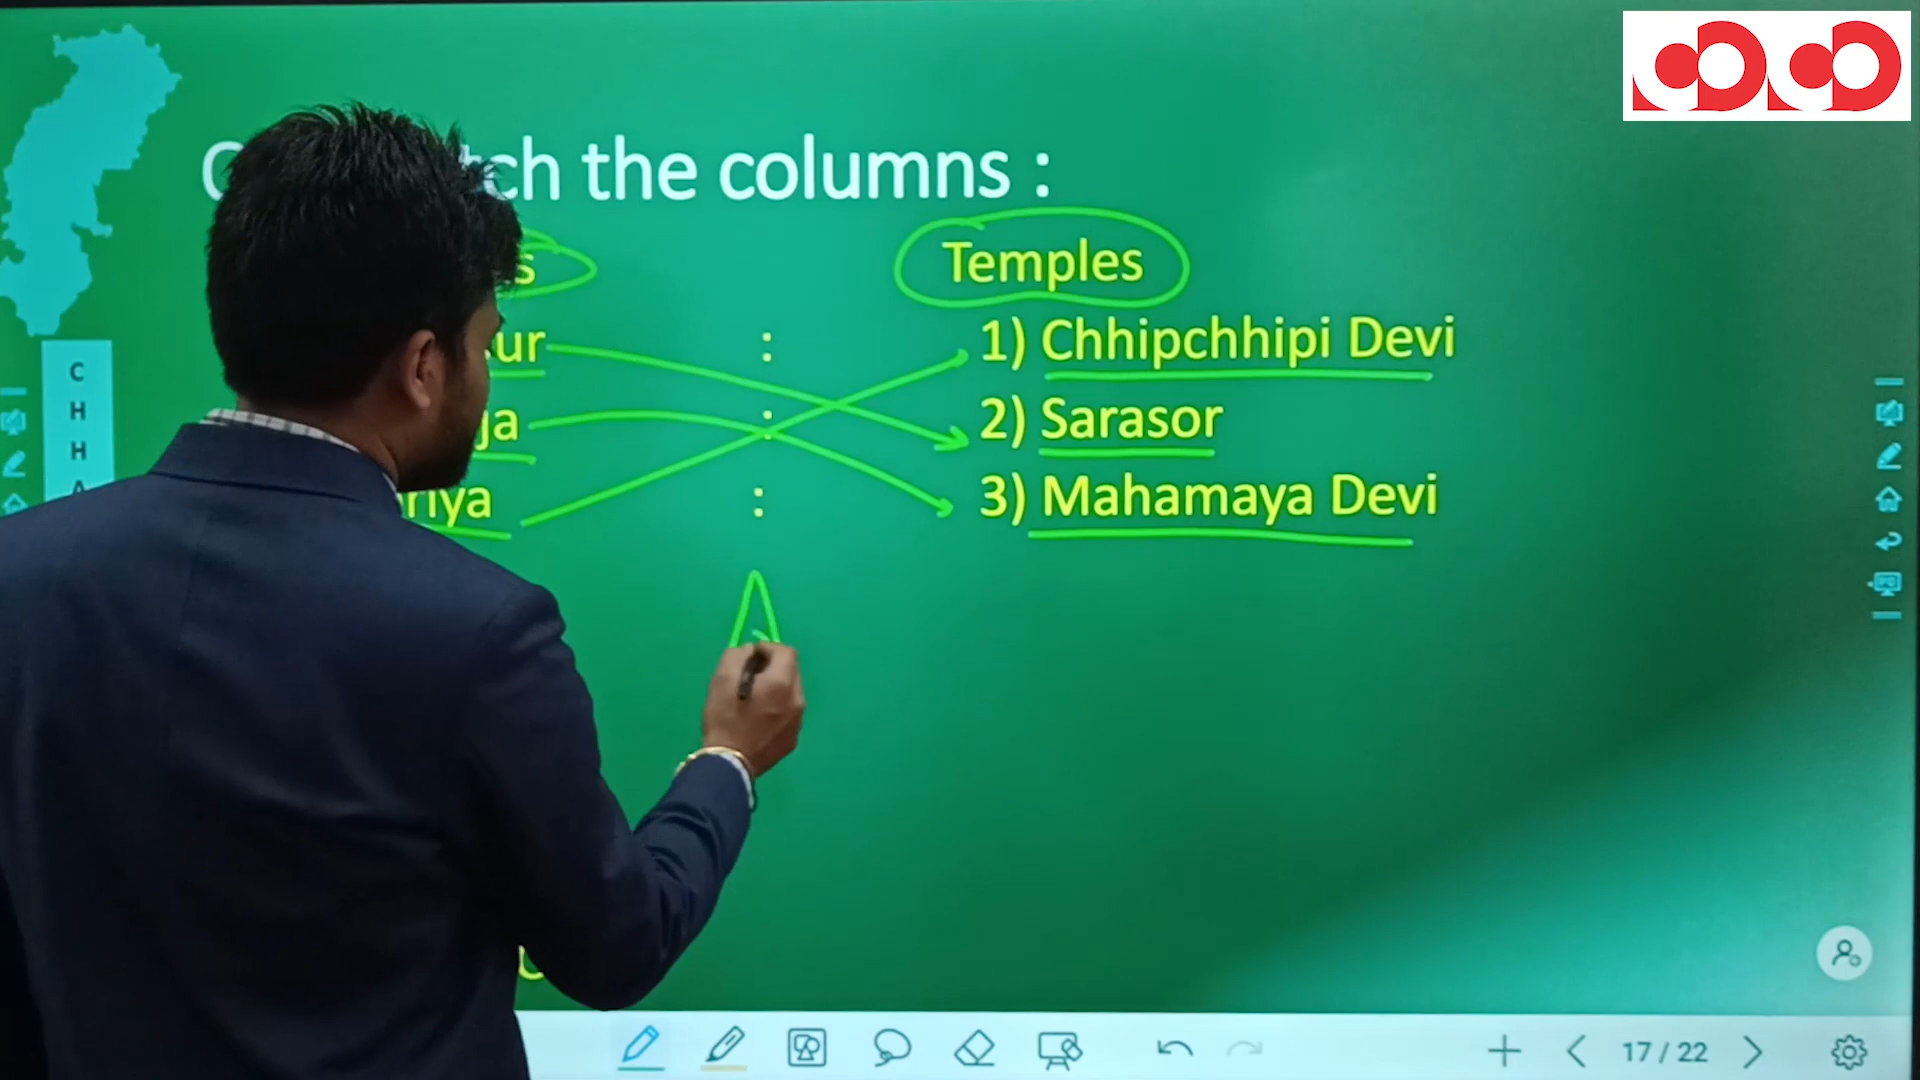 tch the columns :
s Temples
ur : 1) Chhipchhipi Devi
ja : 2) Sarasor
riya : 3) Mahamaya Devi
A
C
H
H
A
17 / 22